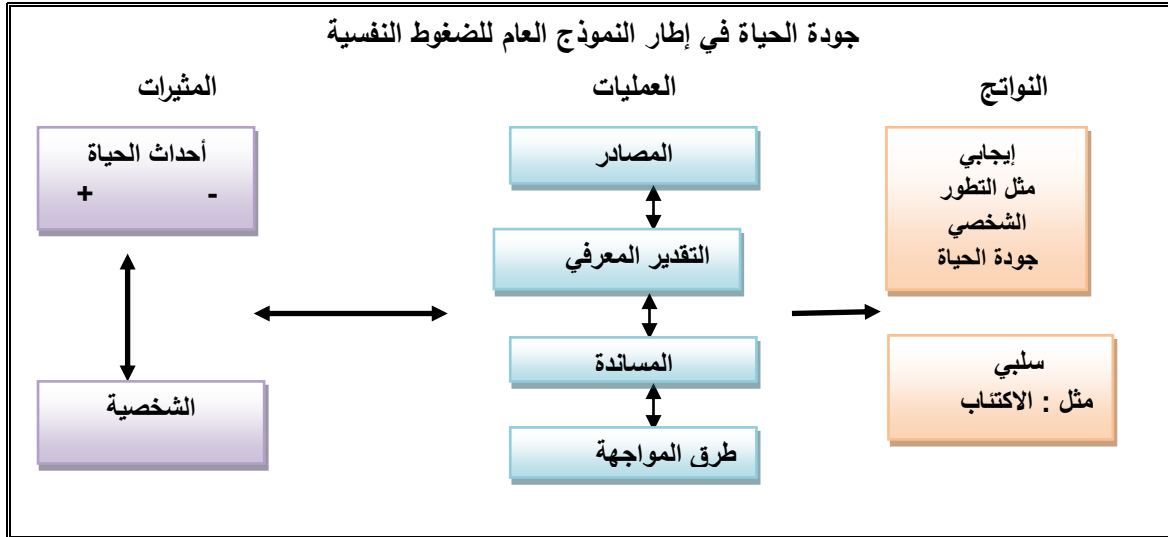 جودة الحياة في إطار النموذج العام للضغوط النفسية
المثيرات
العمليات
النواتج
أحداث الحياة
+ -
الشخصية
المصادر
التقدير المعرفي
المساندة
طرق المواجهة
إيجابي
مثل التطور
الشخصي
جودة الحياة
سلبي
مثل : الاكتئاب